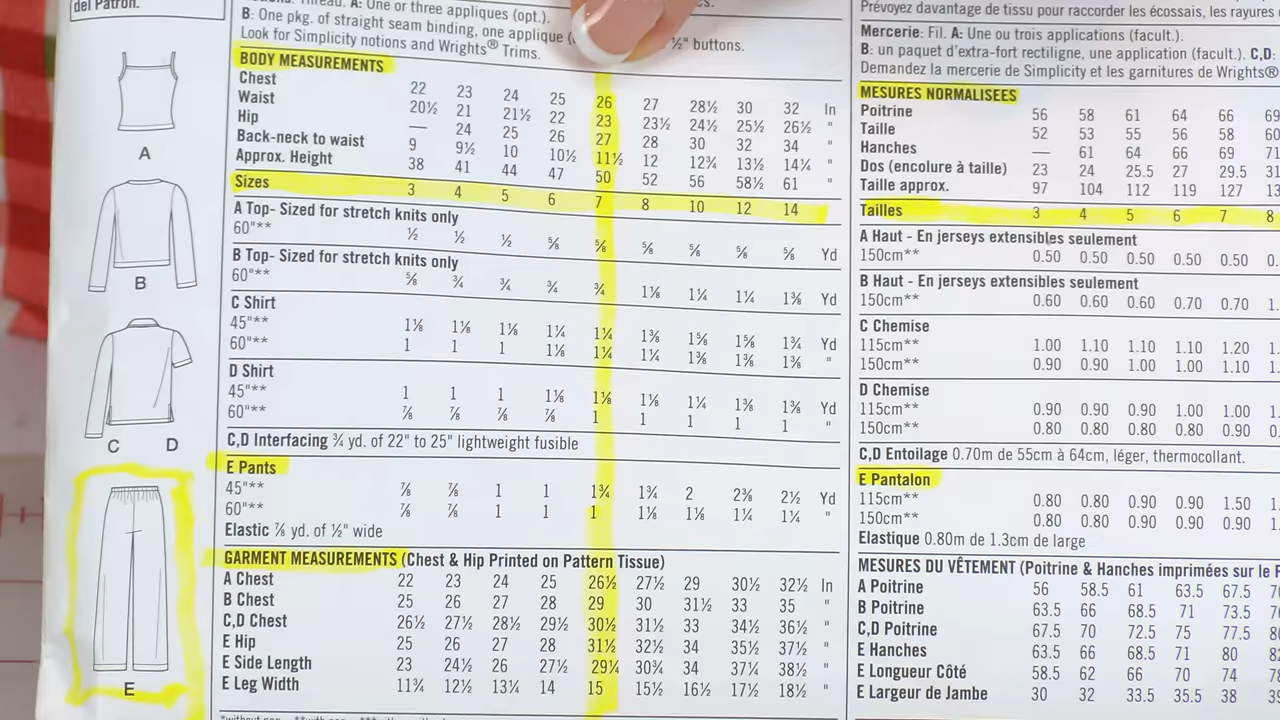 del Patrón.
A
B
C D
E
A: One or three appliques (opt.).
B: One pkg. of straight seam binding, one applique ½" buttons.
Look for Simplicity notions and Wrights® Trims.
BODY MEASUREMENTS
Chest 22 23 24 25 26 27 28½ 30 32 In
Waist 20½ 21 21½ 22 23 23½ 24½ 25½ 26½ "
Hip — 24 25 26 27 28 30 32 34 "
Back-neck to waist 9 9½ 10 10½ 11½ 12 12¾ 13½ 14¼ "
Approx. Height 38 41 44 47 50 52 56 58½ 61 "
Sizes 3 4 5 6 7 8 10 12 14
A Top- Sized for stretch knits only
60"** ½ ½ ½ ⅝ ⅝ ⅝ ⅝ ⅝ ⅝ Yd
B Top- Sized for stretch knits only
60"** ⅝ ¾ ¾ ¾ ¾ 1⅛ 1¼ 1¼ 1⅜ Yd
C Shirt
45"** 1⅛ 1⅛ 1⅛ 1¼ 1¼ 1⅜ 1⅝ 1⅝ 1¾ Yd
60"** 1 1 1 1⅛ 1¼ 1¼ 1⅜ 1⅜ 1⅜ "
D Shirt
45"** 1 1 1 1⅛ 1⅛ 1⅛ 1¼ 1⅜ 1⅜ Yd
60"** ⅞ ⅞ ⅞ ⅞ 1 1 1 1 1 "
C,D Interfacing ¾ yd. of 22" to 25" lightweight fusible
E Pants
45"** ⅞ ⅞ 1 1 1¾ 1¾ 2 2⅜ 2½ Yd
60"** ⅞ ⅞ 1 1 1 1⅛ 1⅛ 1¼ 1¼ "
Elastic ⅞ yd. of ½" wide
GARMENT MEASUREMENTS (Chest & Hip Printed on Pattern Tissue)
A Chest 22 23 24 25 26½ 27½ 29 30½ 32½ In
B Chest 25 26 27 28 29 30 31½ 33 35 "
C,D Chest 26½ 27½ 28½ 29½ 30½ 31½ 33 34½ 36½ "
E Hip 25 26 27 28 31½ 32½ 34 35½ 37½ "
E Side Length 23 24½ 26 27½ 29¼ 30¾ 34 37¼ 38½ "
E Leg Width 11¾ 12½ 13¼ 14 15 15½ 16½ 17½ 18½ "
Prévoyez davantage de tissu pour raccorder les écossais, les rayures
Mercerie: Fil. A: Une ou trois applications (facult.).
B: un paquet d'extra-fort rectiligne, une application (facult.). C,D:
Demandez la mercerie de Simplicity et les garnitures de Wrights®
MESURES NORMALISEES
Poitrine 56 58 61 64 66 69
Taille 52 53 55 56 58 60
Hanches — 61 64 66 69 71
Dos (encolure à taille) 23 24 25.5 27 29.5 31
Taille approx. 97 104 112 119 127 13
Tailles 3 4 5 6 7 8
A Haut - En jerseys extensibles seulement
150cm** 0.50 0.50 0.50 0.50 0.50 0.
B Haut - En jerseys extensibles seulement
150cm** 0.60 0.60 0.60 0.70 0.70 1.
C Chemise
115cm** 1.00 1.10 1.10 1.10 1.20 1.
150cm** 0.90 0.90 1.00 1.00 1.10 1.
D Chemise
115cm** 0.90 0.90 0.90 1.00 1.00 1.
150cm** 0.80 0.80 0.80 0.80 0.90 0.
C,D Entoilage 0.70m de 55cm à 64cm, léger, thermocollant.
E Pantalon
115cm** 0.80 0.80 0.90 0.90 1.50 1.
150cm** 0.80 0.80 0.90 0.90 0.90 1.
Elastique 0.80m de 1.3cm de large
MESURES DU VÊTEMENT (Poitrine & Hanches imprimées sur le
A Poitrine 56 58.5 61 63.5 67.5
B Poitrine 63.5 66 68.5 71 73.5
C,D Poitrine 67.5 70 72.5 75 77.5
E Hanches 63.5 66 68.5 71 80
E Longueur Côté 58.5 62 66 70 74
E Largeur de Jambe 30 32 33.5 35.5 38